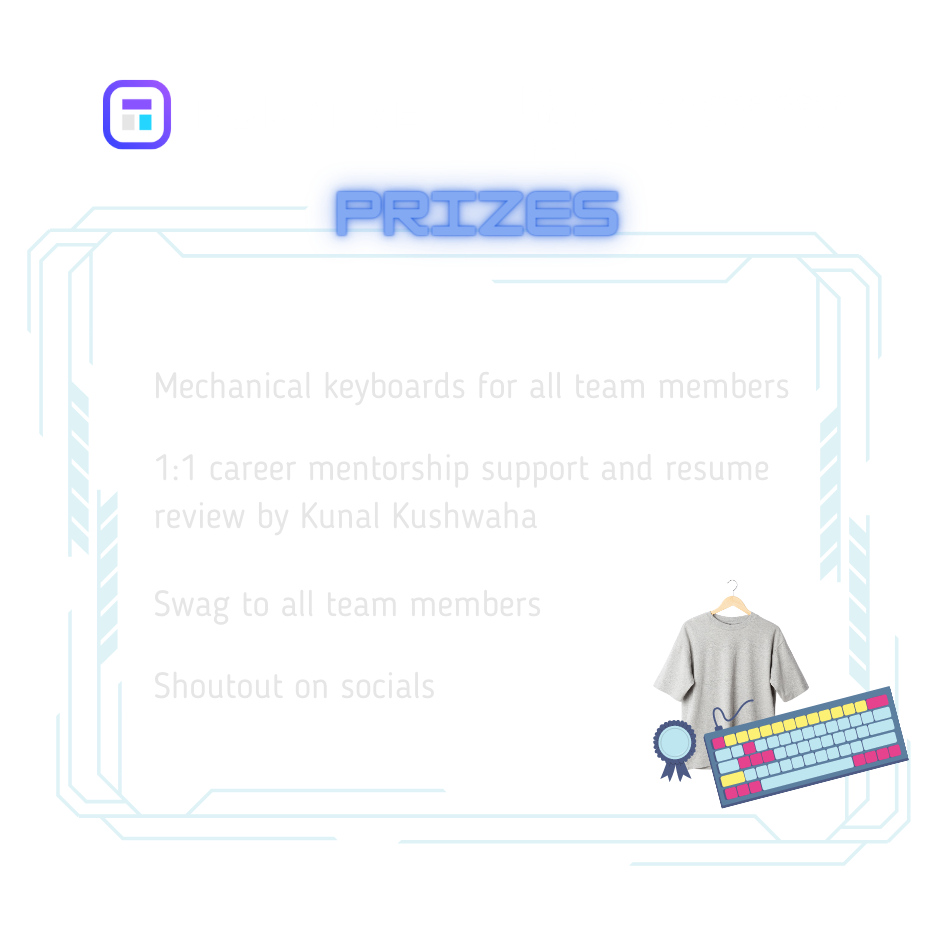 PRIZES
Mechanical keyboards for all team members
1:1 career mentorship support and resume
review by Kunal Kushwaha
Swag to all team members
Shoutout on socials